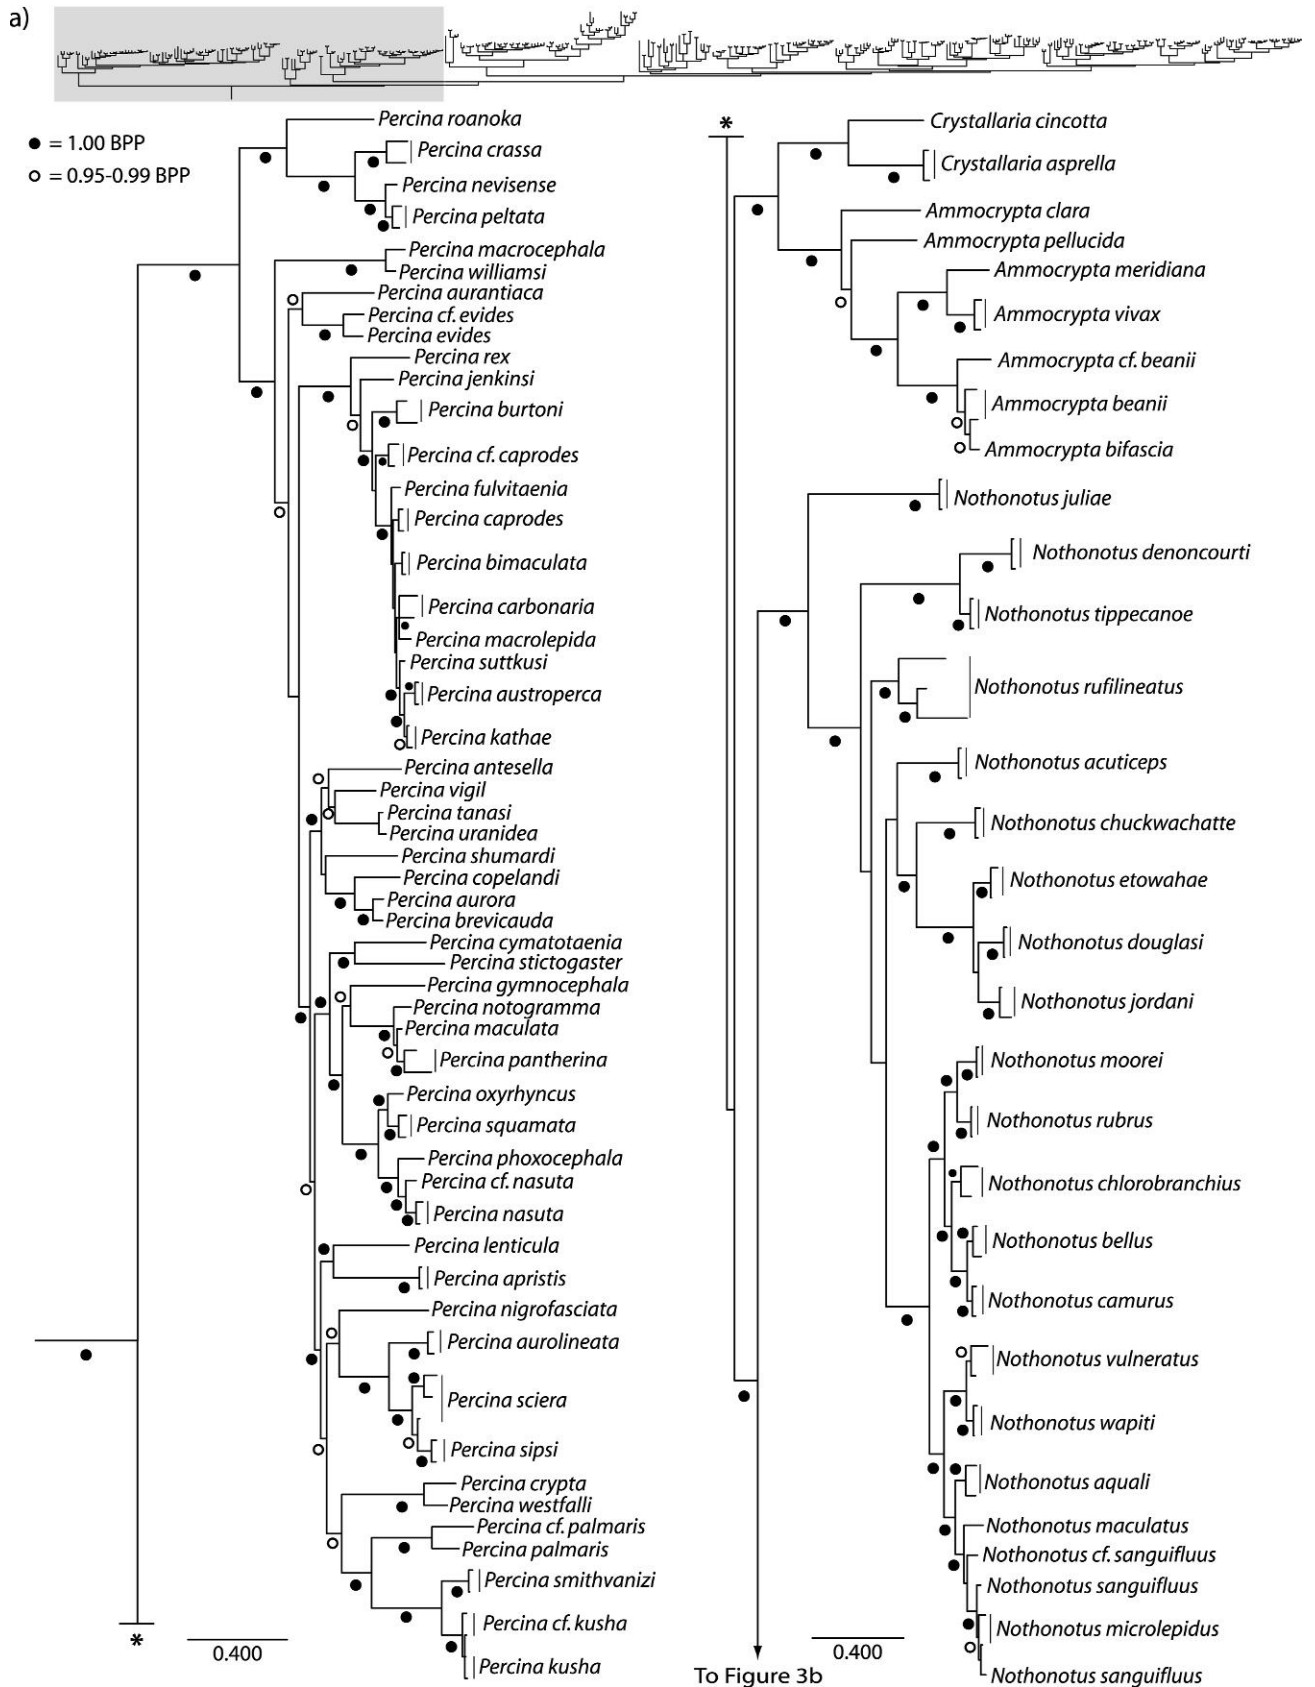 a)
● = 1.00 BPP
○ = 0.95-0.99 BPP
Percina roanoka
Percina crassa
Percina nevisense
Percina peltata
Percina macrocephala
Percina williamsi
Percina aurantiaca
Percina cf. evides
Percina evides
Percina rex
Percina jenkinsi
Percina burtoni
Percina cf. caprodes
Percina fulvitaenia
Percina caprodes
Percina bimaculata
Percina carbonaria
Percina macrolepida
Percina suttkusi
Percina austroperca
Percina kathae
Percina antesella
Percina vigil
Percina tanasi
Percina uranidea
Percina shumardi
Percina copelandi
Percina aurora
Percina brevicauda
Percina cymatotaenia
Percina stictogaster
Percina gymnocephala
Percina notogramma
Percina maculata
Percina pantherina
Percina oxyrhyncus
Percina squamata
Percina phoxocephala
Percina cf. nasuta
Percina nasuta
Percina lenticula
Percina apristis
Percina nigrofasciata
Percina aurolineata
Percina sciera
Percina sipsi
Percina crypta
Percina westfalli
Percina cf. palmaris
Percina palmaris
Percina smithvanizi
Percina cf. kusha
Percina kusha
*
0.400
*
Crystallaria cincotta
Crystallaria asprella
Ammocrypta clara
Ammocrypta pellucida
Ammocrypta meridiana
Ammocrypta vivax
Ammocrypta cf. beanii
Ammocrypta beanii
Ammocrypta bifascia
Nothonotus juliae
Nothonotus denoncourti
Nothonotus tippecanoe
Nothonotus rufilineatus
Nothonotus acuticeps
Nothonotus chuckwachatte
Nothonotus etowahae
Nothonotus douglasi
Nothonotus jordani
Nothonotus moorei
Nothonotus rubrus
Nothonotus chlorobranchius
Nothonotus bellus
Nothonotus camurus
Nothonotus vulneratus
Nothonotus wapiti
Nothonotus aquali
Nothonotus maculatus
Nothonotus cf. sanguifluus
Nothonotus sanguifluus
Nothonotus microlepidus
Nothonotus sanguifluus
0.400
To Figure 3b